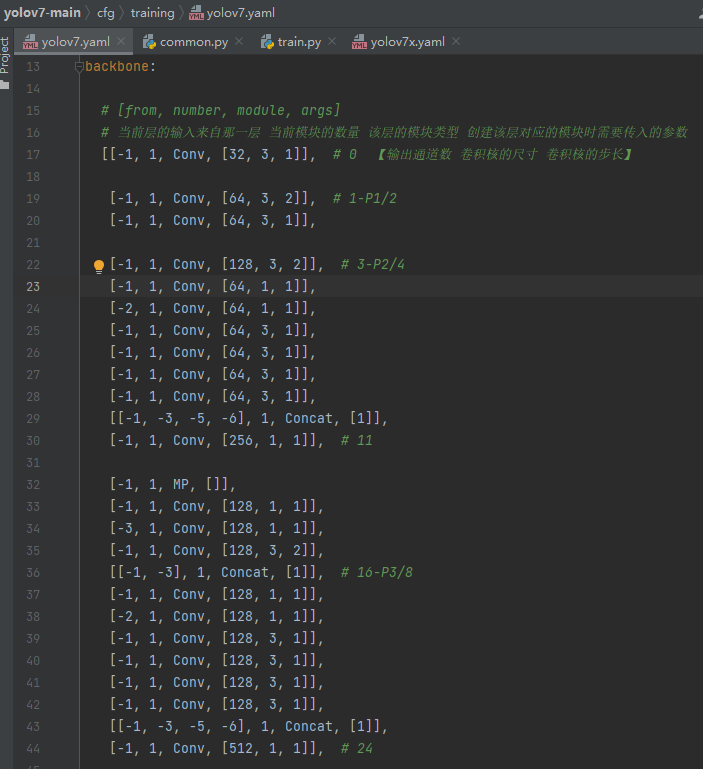 yolov7-main › cfg › training › yolov7.yaml
yolov7.yaml × common.py × train.py × yolov7x.yaml ×
Project
13 backbone:
14
15 # [from, number, module, args]
16 # 当前层的输入来自那一层 当前模块的数量 该层的模块类型 创建该层对应的模块时需要传入的参数
17 [[-1, 1, Conv, [32, 3, 1]], # 0 【输出通道数 卷积核的尺寸 卷积核的步长】
18
19 [-1, 1, Conv, [64, 3, 2]], # 1-P1/2
20 [-1, 1, Conv, [64, 3, 1]],
21
22 [-1, 1, Conv, [128, 3, 2]], # 3-P2/4
23 [-1, 1, Conv, [64, 1, 1]],
24 [-2, 1, Conv, [64, 1, 1]],
25 [-1, 1, Conv, [64, 3, 1]],
26 [-1, 1, Conv, [64, 3, 1]],
27 [-1, 1, Conv, [64, 3, 1]],
28 [-1, 1, Conv, [64, 3, 1]],
29 [[-1, -3, -5, -6], 1, Concat, [1]],
30 [-1, 1, Conv, [256, 1, 1]], # 11
31
32 [-1, 1, MP, []],
33 [-1, 1, Conv, [128, 1, 1]],
34 [-3, 1, Conv, [128, 1, 1]],
35 [-1, 1, Conv, [128, 3, 2]],
36 [[-1, -3], 1, Concat, [1]], # 16-P3/8
37 [-1, 1, Conv, [128, 1, 1]],
38 [-2, 1, Conv, [128, 1, 1]],
39 [-1, 1, Conv, [128, 3, 1]],
40 [-1, 1, Conv, [128, 3, 1]],
41 [-1, 1, Conv, [128, 3, 1]],
42 [-1, 1, Conv, [128, 3, 1]],
43 [[-1, -3, -5, -6], 1, Concat, [1]],
44 [-1, 1, Conv, [512, 1, 1]], # 24